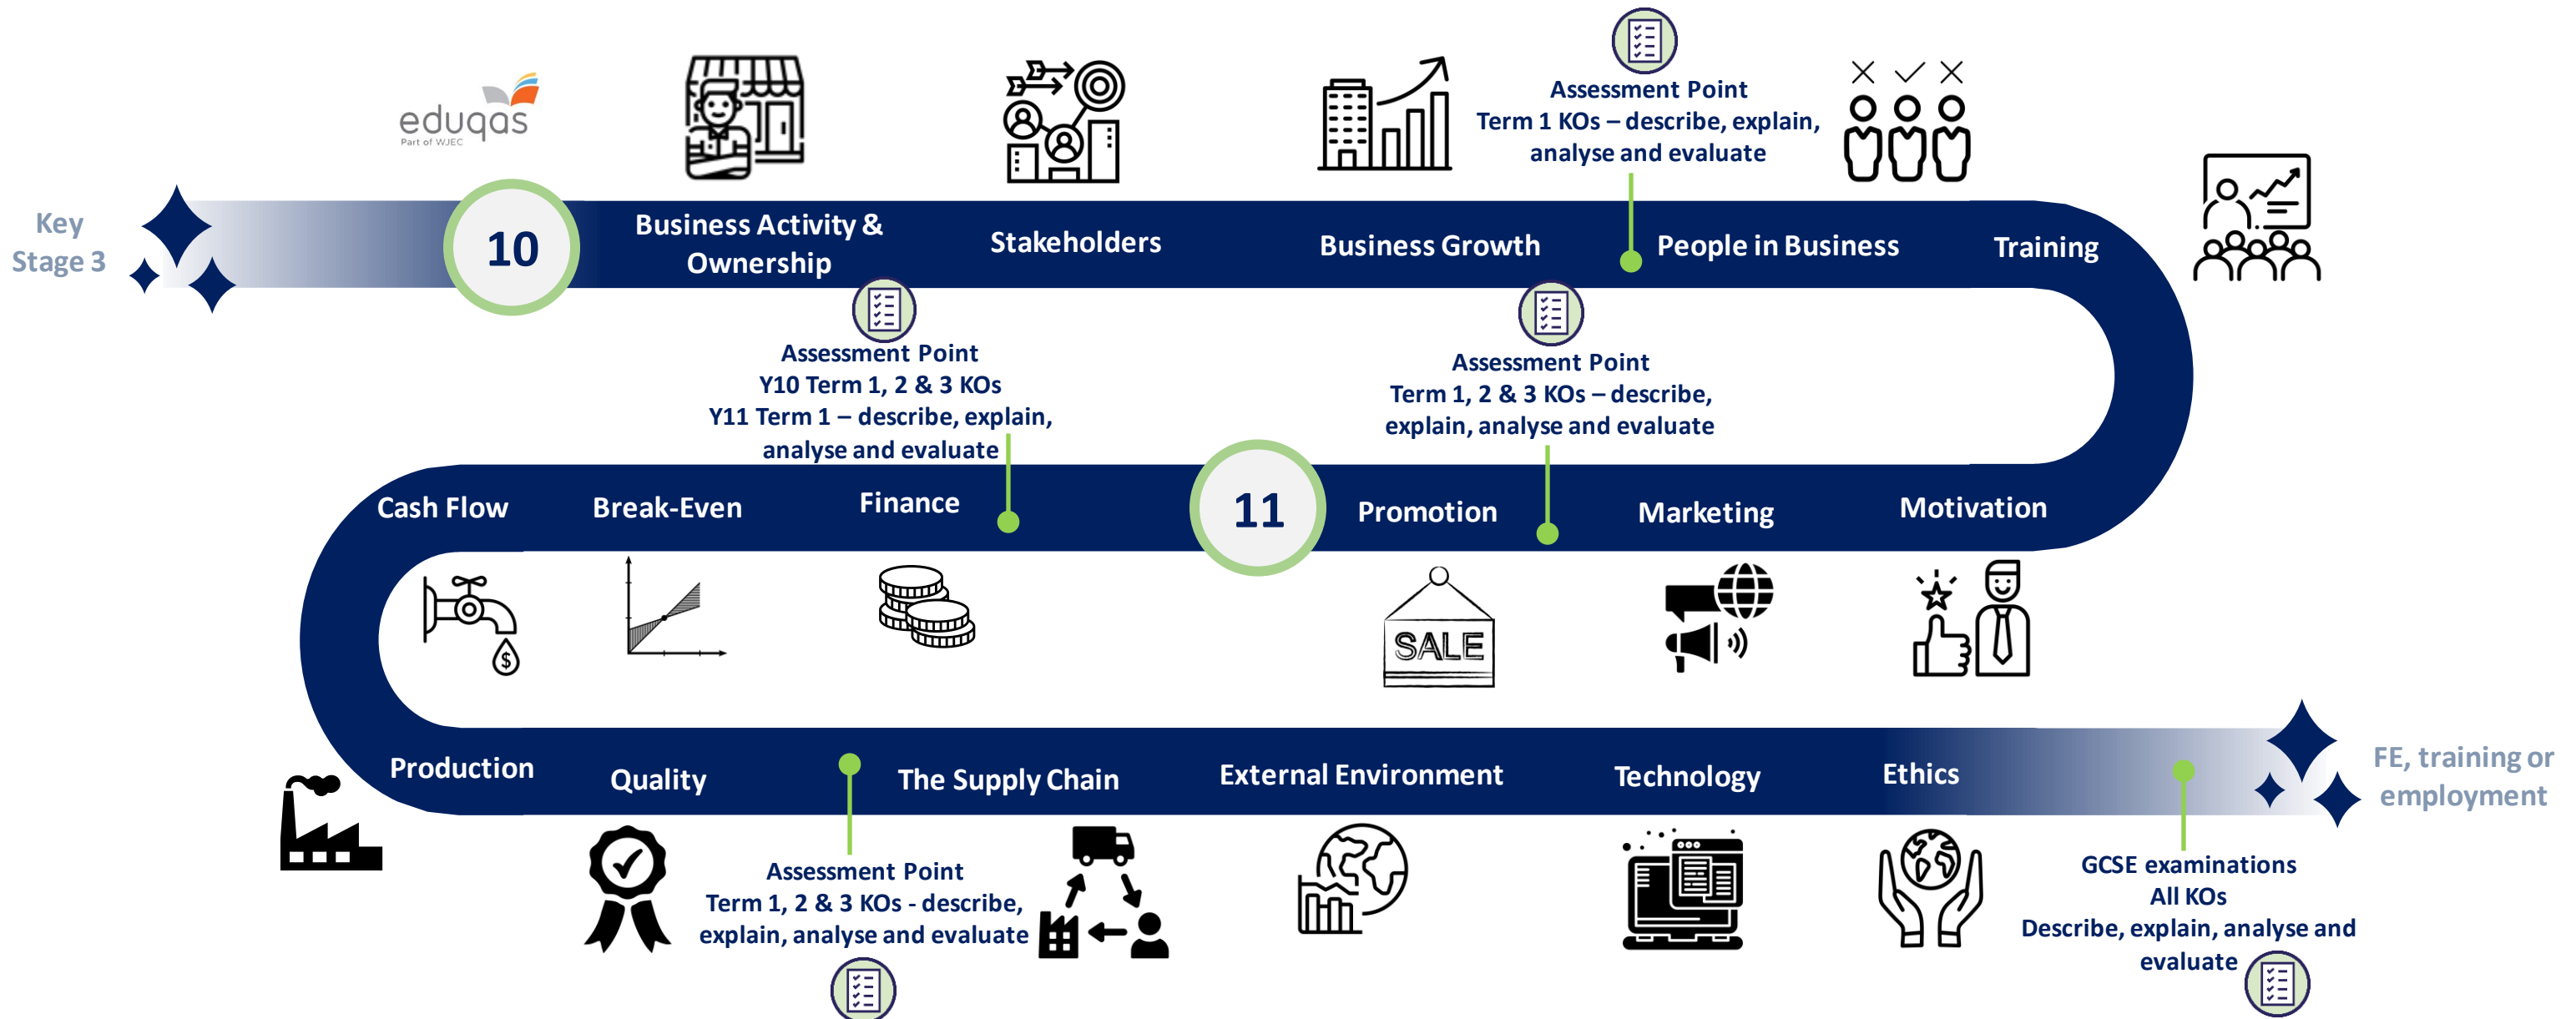 eduqas
Part of WJEC
Assessment Point
Term 1 KOs – describe, explain,
analyse and evaluate
Key
Stage 3
10
Business Activity &
Ownership
Stakeholders
Business Growth
People in Business
Training
Assessment Point
Y10 Term 1, 2 & 3 KOs
Y11 Term 1 – describe, explain,
analyse and evaluate
Assessment Point
Term 1, 2 & 3 KOs – describe,
explain, analyse and evaluate
Cash Flow
Break-Even
Finance
11
Promotion
Marketing
Motivation
$
SALE
Production
Quality
The Supply Chain
External Environment
Technology
Ethics
FE, training or
employment
Assessment Point
Term 1, 2 & 3 KOs - describe,
explain, analyse and evaluate
GCSE examinations
All KOs
Describe, explain, analyse and
evaluate